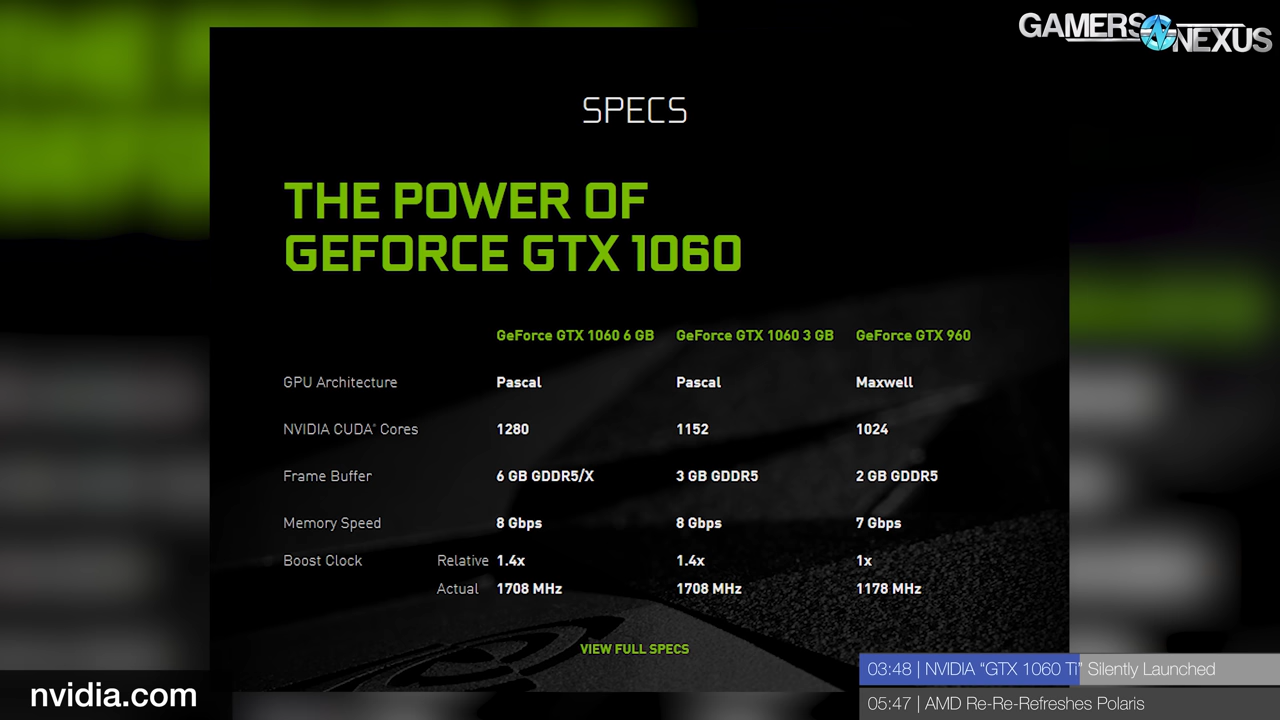 GAMERS NEXUS
SPECS
THE POWER OF
GEFORCE GTX 1060
GeForce GTX 1060 6 GB GeForce GTX 1060 3 GB GeForce GTX 960
GPU Architecture Pascal Pascal Maxwell
NVIDIA CUDA® Cores 1280 1152 1024
Frame Buffer 6 GB GDDR5/X 3 GB GDDR5 2 GB GDDR5
Memory Speed 8 Gbps 8 Gbps 7 Gbps
Boost Clock Relative 1.4x 1.4x 1x
Actual 1708 MHz 1708 MHz 1178 MHz
VIEW FULL SPECS
03:48 | NVIDIA “GTX 1060 Ti” Silently Launched
nvidia.com
05:47 | AMD Re-Re-Refreshes Polaris